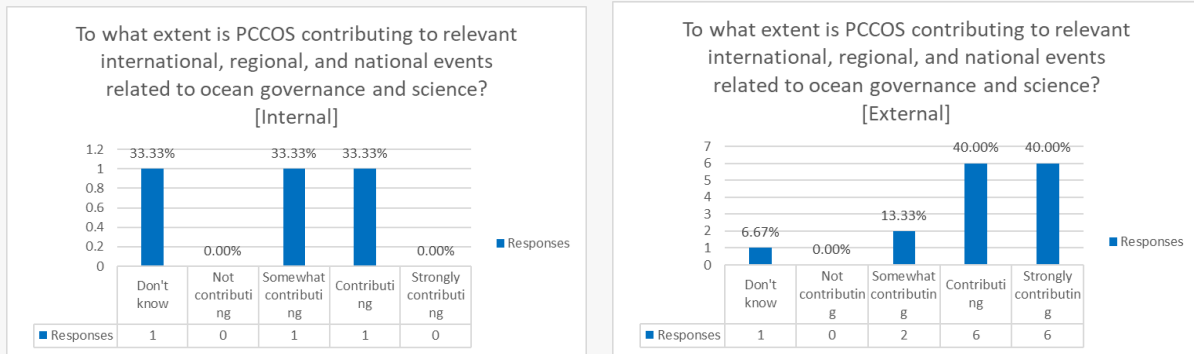 To what extent is PCCOS contributing to relevant
international, regional, and national events
related to ocean governance and science?
[Internal]
1.2
1
0.8
0.6
0.4
0.2
0
33.33%
0.00%
33.33%
33.33%
0.00%
Responses
Don't
know
Not
contributi
ng
Somewhat
contributi
ng
Contributi
ng
Strongly
contributi
ng
Responses 1 0 1 1 0
To what extent is PCCOS contributing to relevant
international, regional, and national events
related to ocean governance and science?
[External]
7
6
5
4
3
2
1
0
6.67%
0.00%
13.33%
40.00%
40.00%
Responses
Don't
know
Not
contributin
g
Somewhat
contributin
g
Contributi
ng
Strongly
contributin
g
Responses 1 0 2 6 6